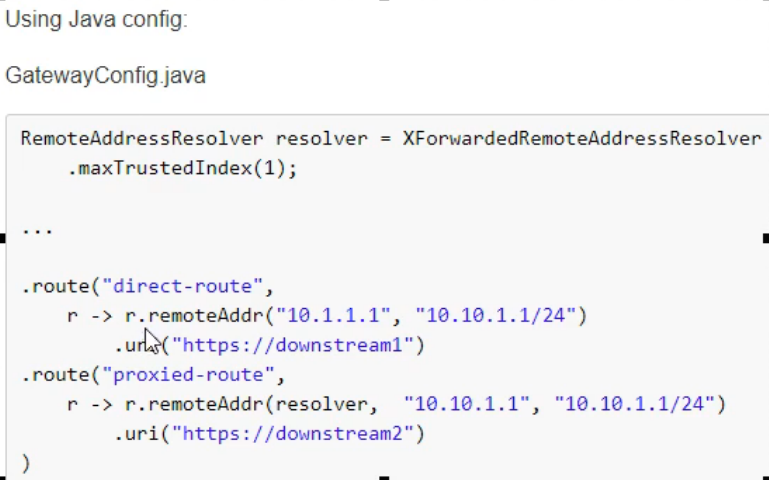 Using Java config:
GatewayConfig.java
RemoteAddressResolver resolver = XForwardedRemoteAddressResolver
.maxTrustedIndex(1);
...
.route("direct-route",
r -> r.remoteAddr("10.1.1.1", "10.10.1.1/24")
.uri("https://downstream1")
.route("proxied-route",
r -> r.remoteAddr(resolver, "10.10.1.1", "10.10.1.1/24")
.uri("https://downstream2")
)